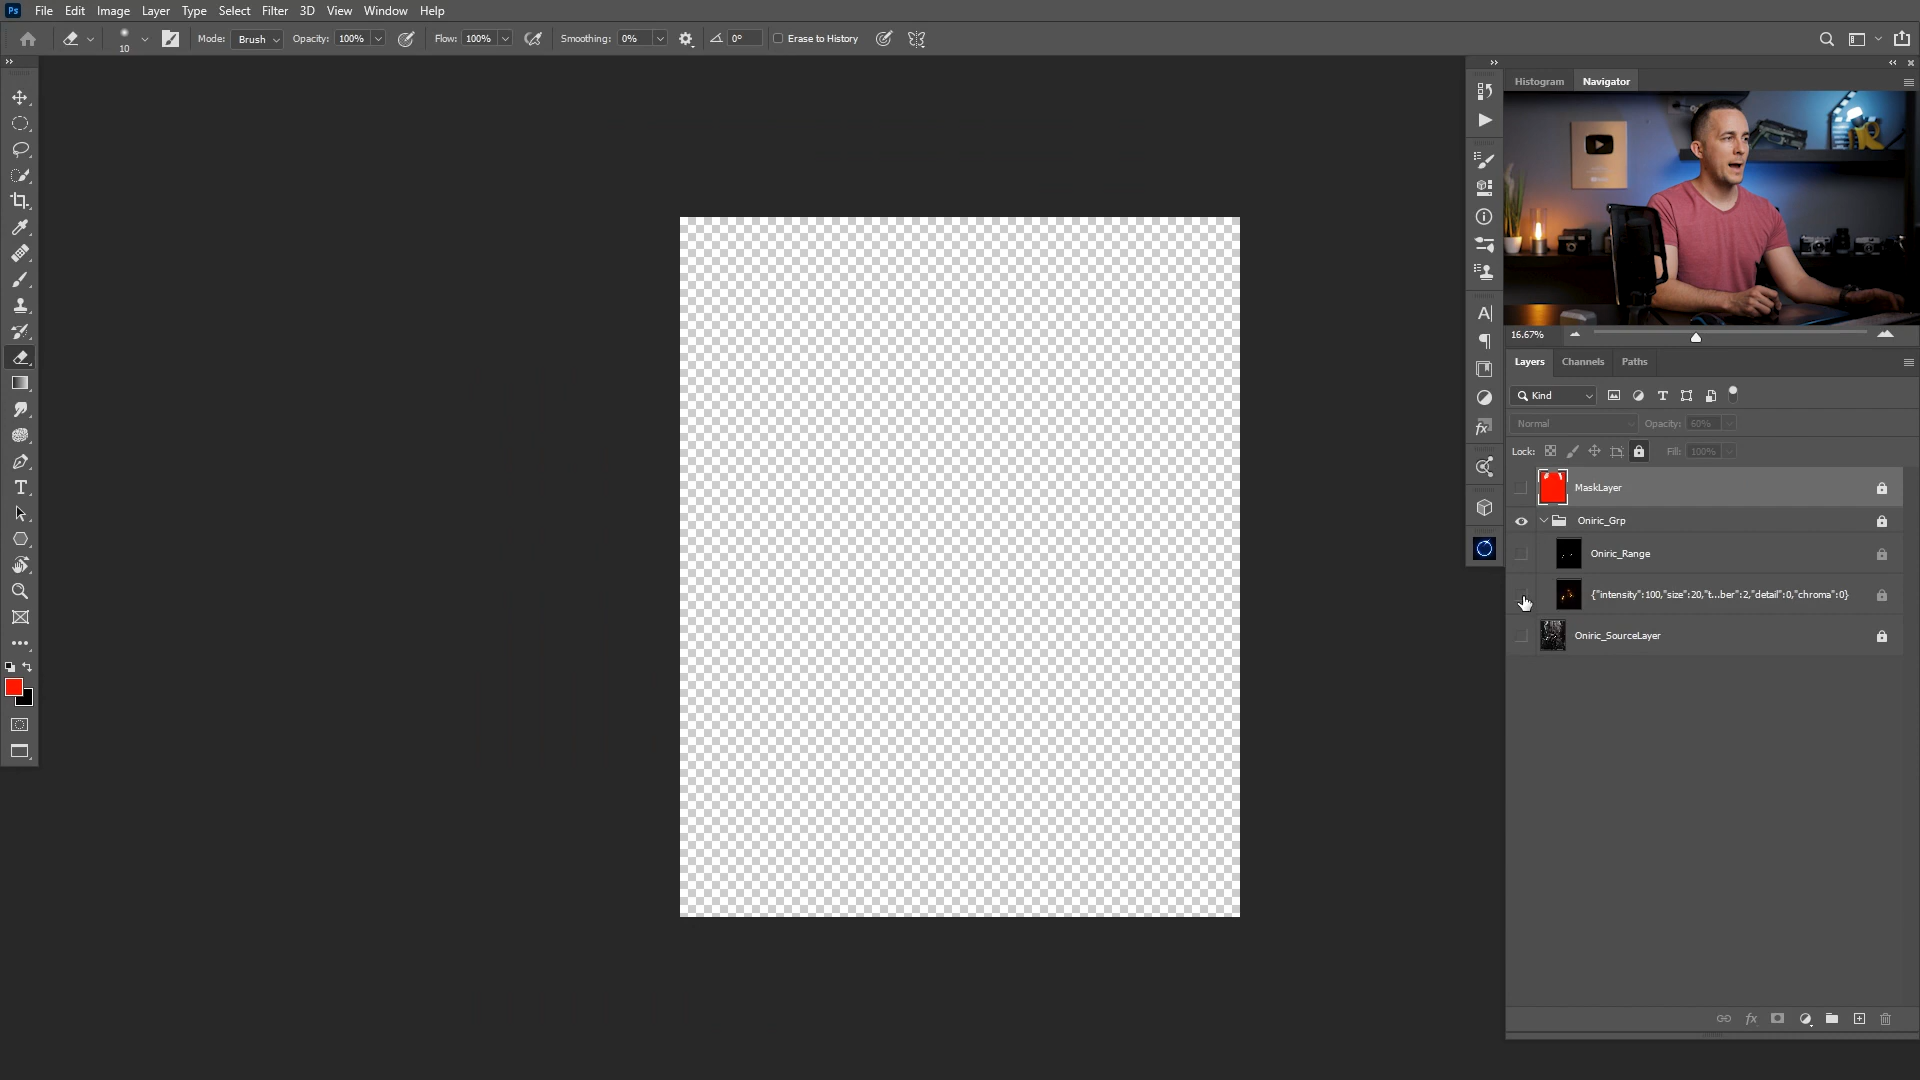 Ps File Edit Image Layer Type Select Filter 3D View Window Help
10 Mode: Brush Opacity: 100% Flow: 100% Smoothing: 0% 0° Erase to History
Histogram Navigator
16.67%
Layers Channels Paths
Kind
Normal Opacity: 60%
Lock: Fill: 100%
MaskLayer
Oniric_Grp
Oniric_Range
{"intensity":100,"size":20,"t...ber":2,"detail":0,"chroma":0}
Oniric_SourceLayer